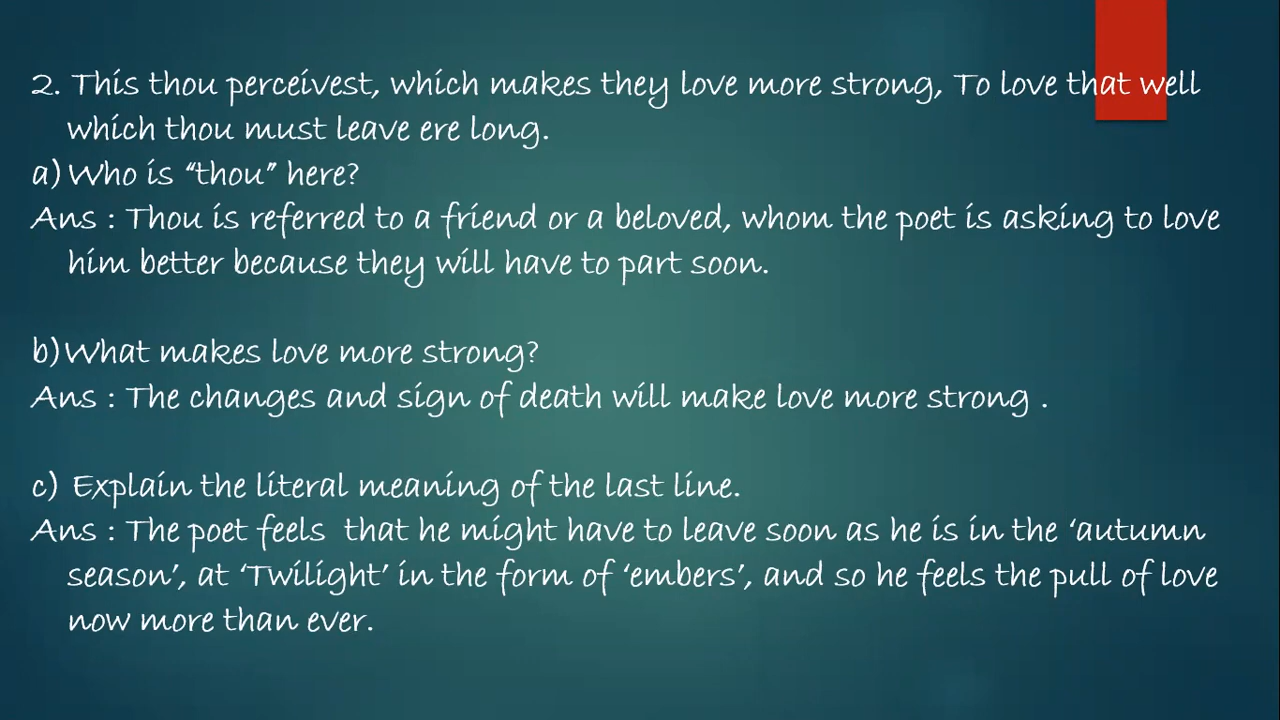 2. This thou perceivest, which makes they love more strong, To love that well
which thou must leave ere long.
a) Who is “thou” here?
Ans : Thou is referred to a friend or a beloved, whom the poet is asking to love
him better because they will have to part soon.
b) What makes love more strong?
Ans : The changes and sign of death will make love more strong .
c) Explain the literal meaning of the last line.
Ans : The poet feels that he might have to leave soon as he is in the ‘autumn
season’, at ‘Twilight’ in the form of ‘embers’, and so he feels the pull of love
now more than ever.